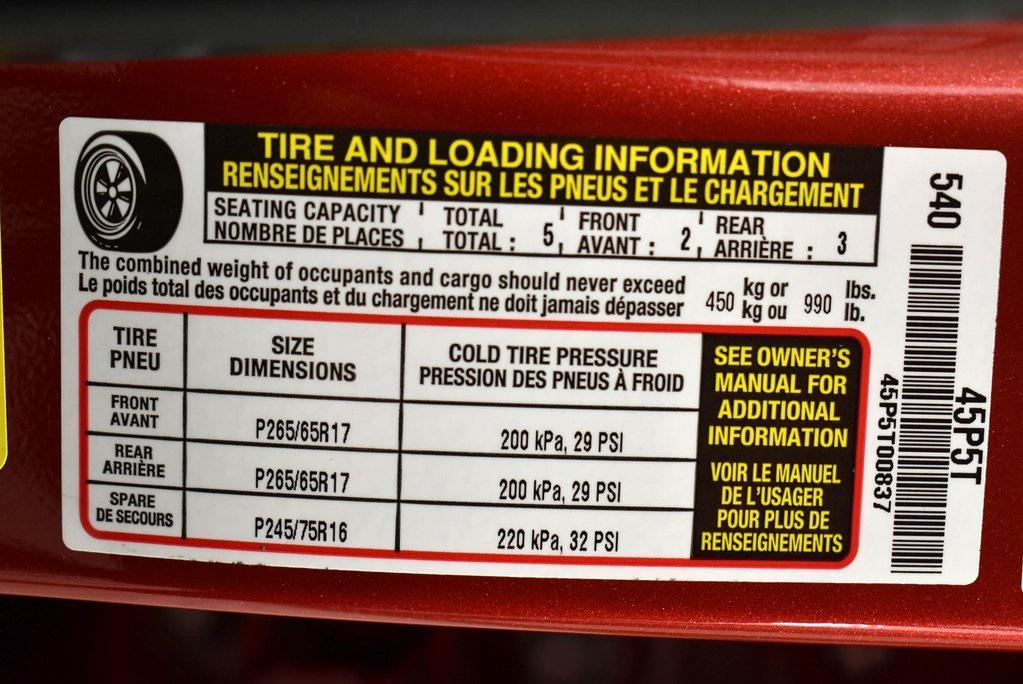 TIRE AND LOADING INFORMATION
RENSEIGNEMENTS SUR LES PNEUS ET LE CHARGEMENT
SEATING CAPACITY TOTAL FRONT REAR
NOMBRE DE PLACES TOTAL : 5 AVANT : 2 ARRIÈRE : 3
The combined weight of occupants and cargo should never exceed 450 kg or 990 lbs.
Le poids total des occupants et du chargement ne doit jamais dépasser kg ou lb.
TIRE SIZE COLD TIRE PRESSURE
PNEU DIMENSIONS PRESSION DES PNEUS À FROID
FRONT
AVANT P265/65R17 200 kPa, 29 PSI
REAR
ARRIÈRE P265/65R17 200 kPa, 29 PSI
SPARE
DE SECOURS P245/75R16 220 kPa, 32 PSI
SEE OWNER'S
MANUAL FOR
ADDITIONAL
INFORMATION
VOIR LE MANUEL
DE L'USAGER
POUR PLUS DE
RENSEIGNEMENTS
540
45P5T
45P5T00837